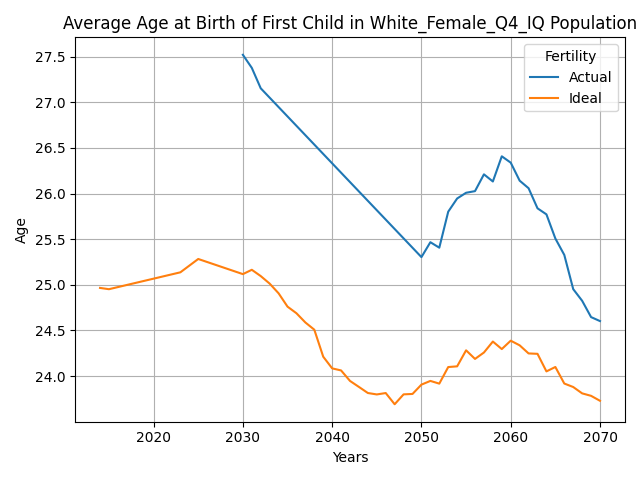 Average Age at Birth of First Child in White_Female_Q4_IQ Population
Fertility
Actual
Ideal
27.5
27.0
26.5
26.0
25.5
25.0
24.5
24.0
Age
2020 2030 2040 2050 2060 2070
Years